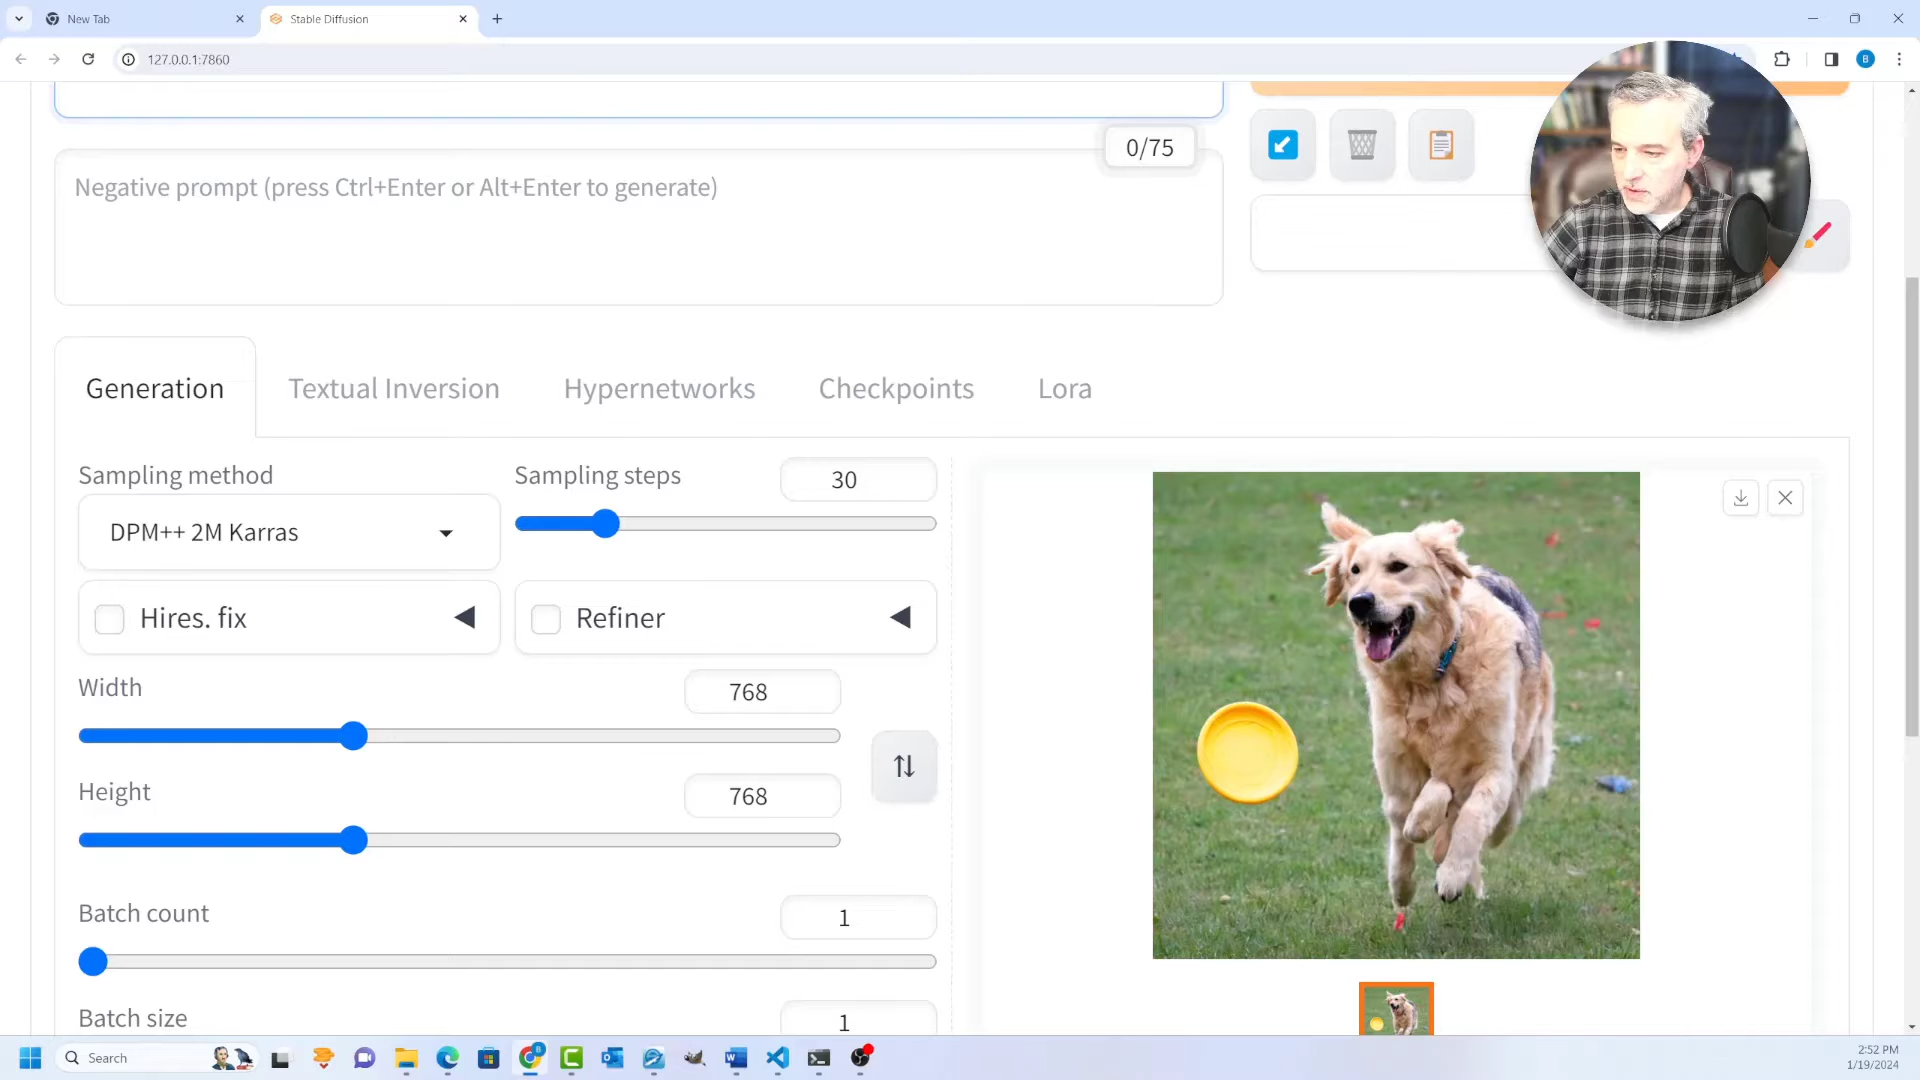 New Tab
Stable Diffusion
127.0.0.1:7860
B
0/75
Negative prompt (press Ctrl+Enter or Alt+Enter to generate)
Generation
Textual Inversion
Hypernetworks
Checkpoints
Lora
Sampling method
Sampling steps
30
DPM++ 2M Karras
Hires. fix
Refiner
Width
768
Height
768
Batch count
1
Batch size
1
Search
2:52 PM
1/19/2024